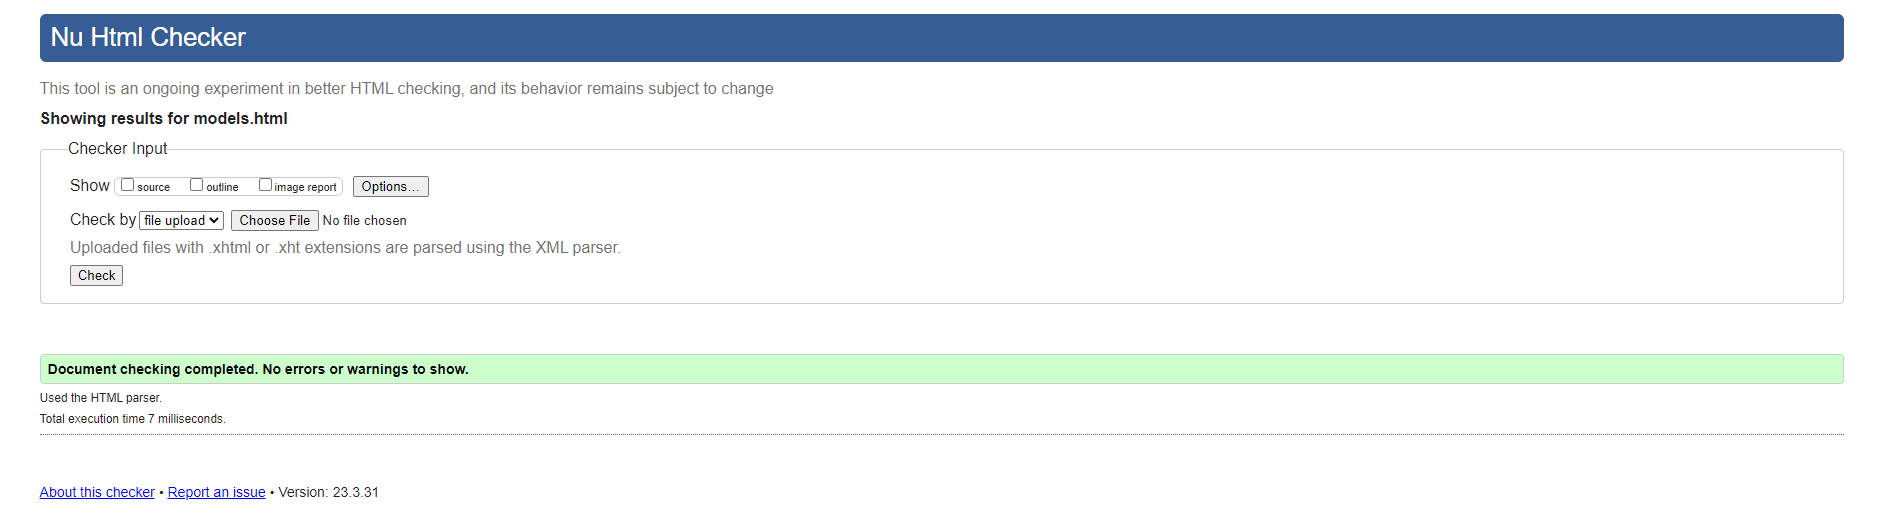 Nu Html Checker
This tool is an ongoing experiment in better HTML checking, and its behavior remains subject to change
Showing results for models.html
Checker Input
Show source outline image report Options...
Check by file upload Choose File No file chosen
Uploaded files with .xhtml or .xht extensions are parsed using the XML parser.
Check
Document checking completed. No errors or warnings to show.
Used the HTML parser.
Total execution time 7 milliseconds.
About this checker • Report an issue • Version: 23.3.31